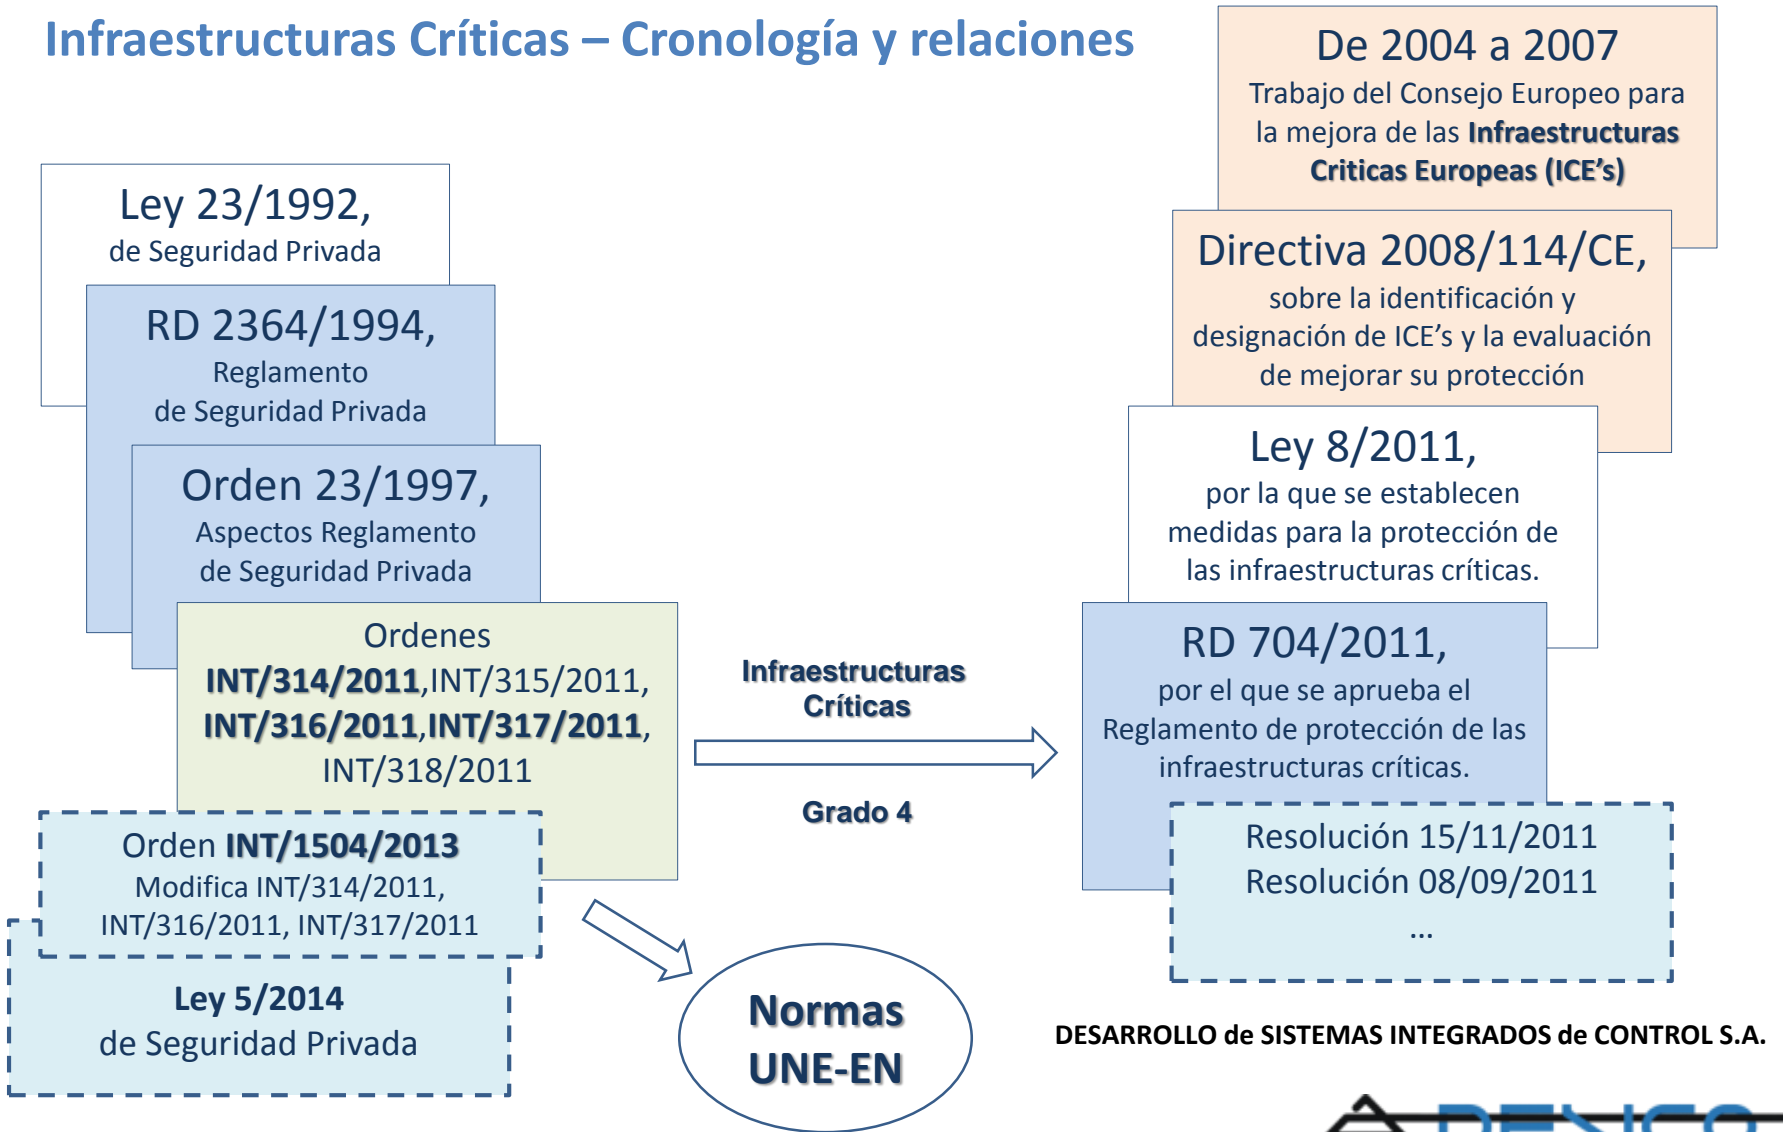 Infraestructuras Críticas – Cronología y relaciones
Ley 23/1992,
de Seguridad Privada
RD 2364/1994,
Reglamento
de Seguridad Privada
Orden 23/1997,
Aspectos Reglamento
de Seguridad Privada
Ordenes
INT/314/2011,INT/315/2011,
INT/316/2011,INT/317/2011,
INT/318/2011
Orden INT/1504/2013
Modifica INT/314/2011,
INT/316/2011, INT/317/2011
Ley 5/2014
de Seguridad Privada
Infraestructuras
Críticas
Grado 4
Normas
UNE-EN
De 2004 a 2007
Trabajo del Consejo Europeo para
la mejora de las Infraestructuras
Criticas Europeas (ICE’s)
Directiva 2008/114/CE,
sobre la identificación y
designación de ICE’s y la evaluación
de mejorar su protección
Ley 8/2011,
por la que se establecen
medidas para la protección de
las infraestructuras críticas.
RD 704/2011,
por el que se aprueba el
Reglamento de protección de las
infraestructuras críticas.
Resolución 15/11/2011
Resolución 08/09/2011
...
DESARROLLO de SISTEMAS INTEGRADOS de CONTROL S.A.